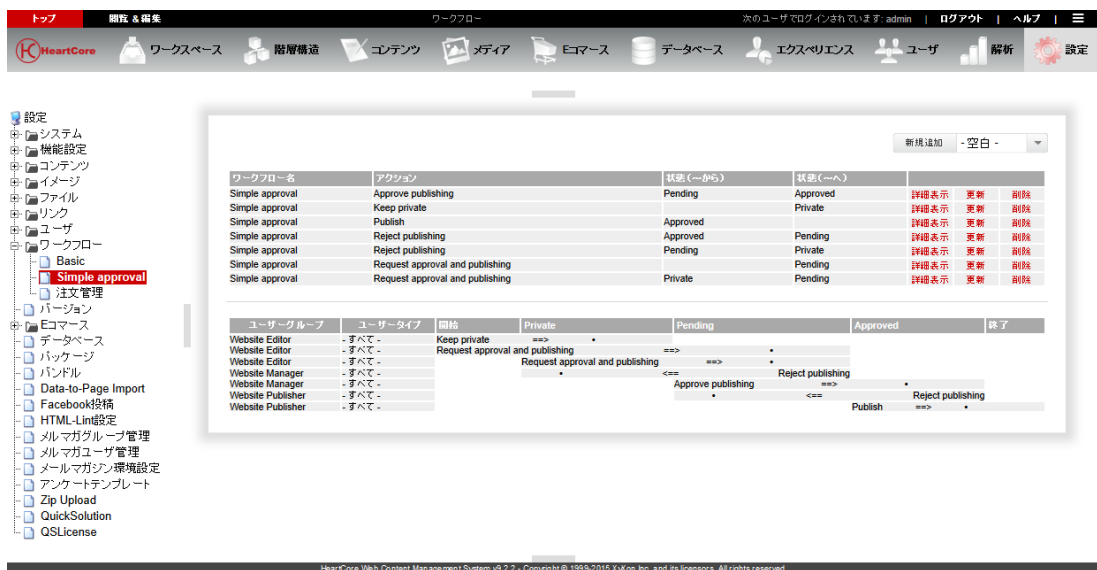 トップ 閲覧 & 編集 ワークフロー 次のユーザでログインされています: admin | ログアウト | ヘルプ | ☰
HeartCore ワークスペース 階層構造 コンテンツ メディア Eコマース データベース エクスペリエンス ユーザ 解析 設定
設定
システム
機能設定
コンテンツ
イメージ
ファイル
リンク
ユーザ
ワークフロー
Basic
Simple approval
注文管理
バージョン
Eコマース
データベース
パッケージ
バンドル
Data-to-Page Import
Facebook投稿
HTML-Lint設定
メルマガグループ管理
メルマガユーザ管理
メールマガジン環境設定
アンケートテンプレート
Zip Upload
QuickSolution
QSLicense
新規追加 - 空白 -
ワークフロー名 アクション 状態(～から) 状態(～へ)
Simple approval Approve publishing Pending Approved 詳細表示 更新 削除
Simple approval Keep private Private 詳細表示 更新 削除
Simple approval Publish Approved 詳細表示 更新 削除
Simple approval Reject publishing Approved Pending 詳細表示 更新 削除
Simple approval Reject publishing Pending Private 詳細表示 更新 削除
Simple approval Request approval and publishing Pending 詳細表示 更新 削除
Simple approval Request approval and publishing Private Pending 詳細表示 更新 削除
ユーザーグループ ユーザータイプ 開始 Private Pending Approved 終了
Website Editor - すべて - Keep private ==> •
Website Editor - すべて - Request approval and publishing ==> •
Website Editor - すべて - Request approval and publishing ==> •
Website Manager - すべて - • <== Reject publishing
Website Manager - すべて - Approve publishing ==> •
Website Publisher - すべて - • <== Reject publishing
Website Publisher - すべて - Publish ==> •
HeartCore Web Content Management System v9.2.2 - Copyright © 1999-2015 XyKon Inc. and its licensors. All rights reserved.